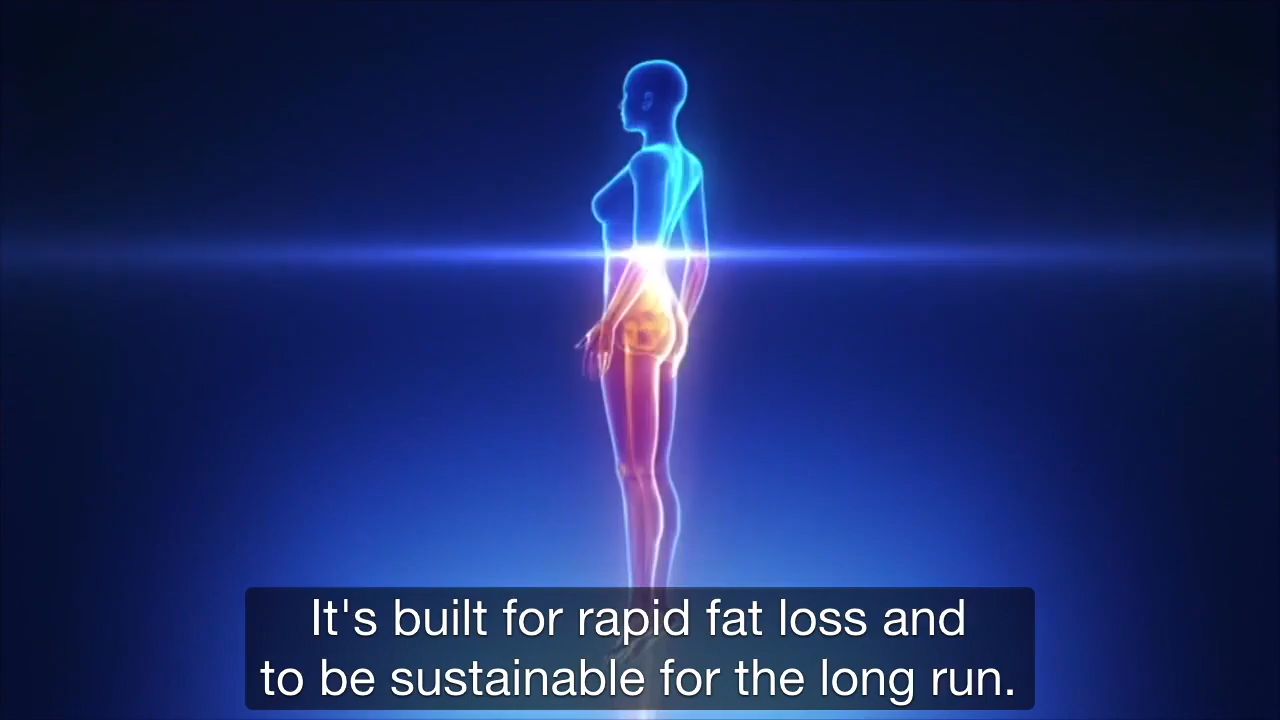 It's built for rapid fat loss and
to be sustainable for the long run.